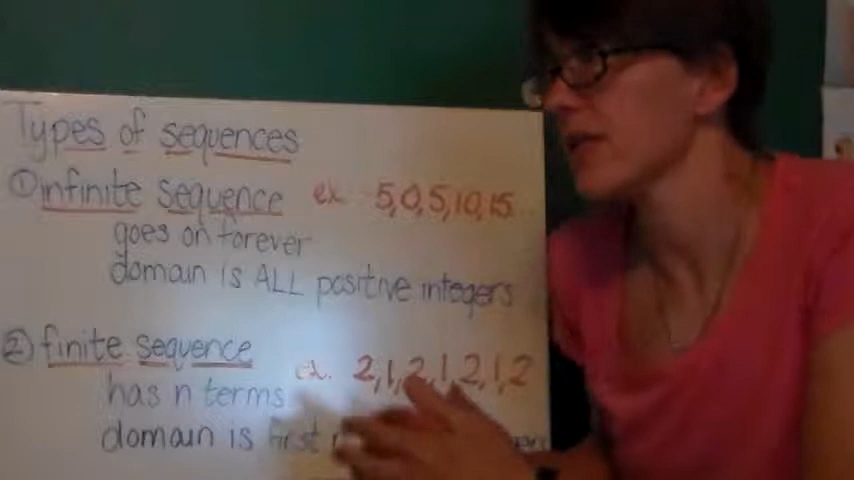 Types of sequences
① infinite sequence ex. -5, 0, 5, 10, 15...
goes on forever
domain is ALL positive integers
② finite sequence ex. 2, 1, 2, 1, 2, 1, 2
has n terms
domain is first